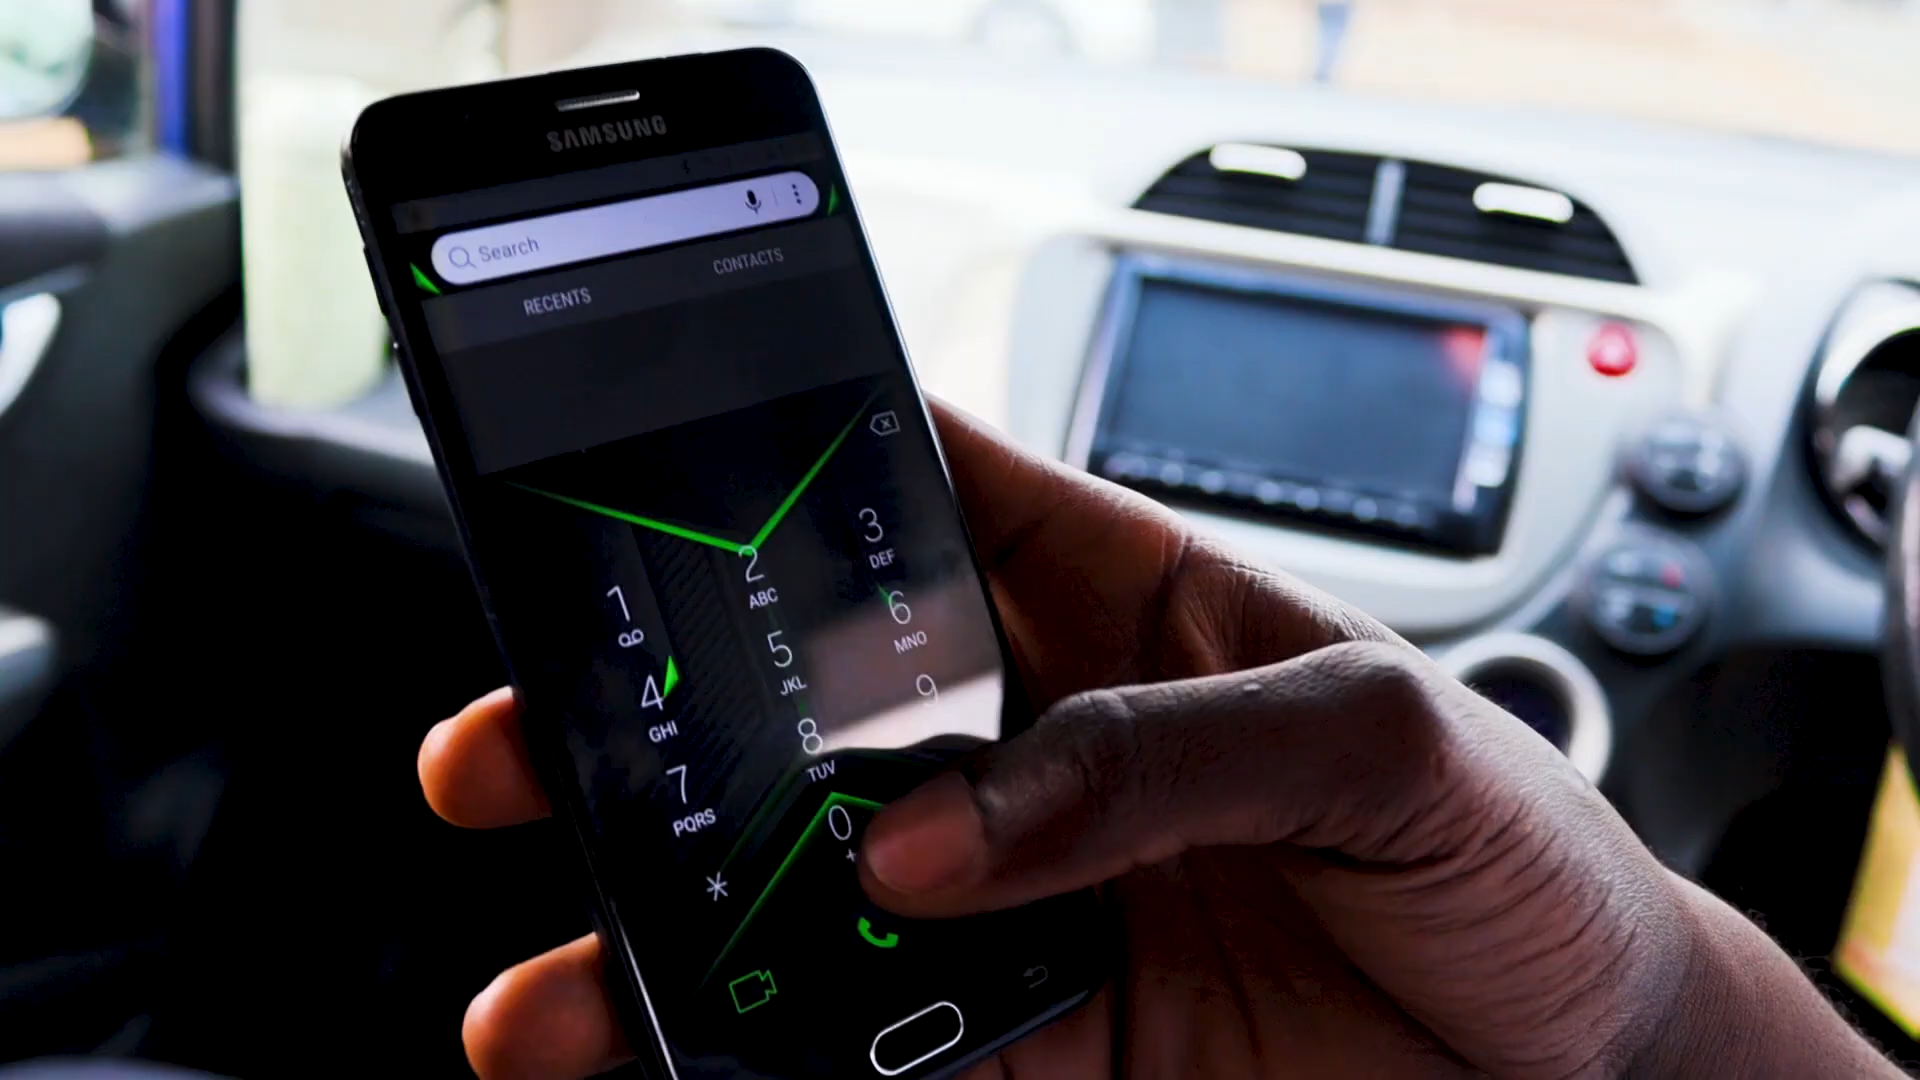 SAMSUNG
Search
RECENTS
CONTACTS
1
2
ABC
3
DEF
4
GHI
5
JKL
6
MNO
7
PQRS
8
TUV
9
*
0
+